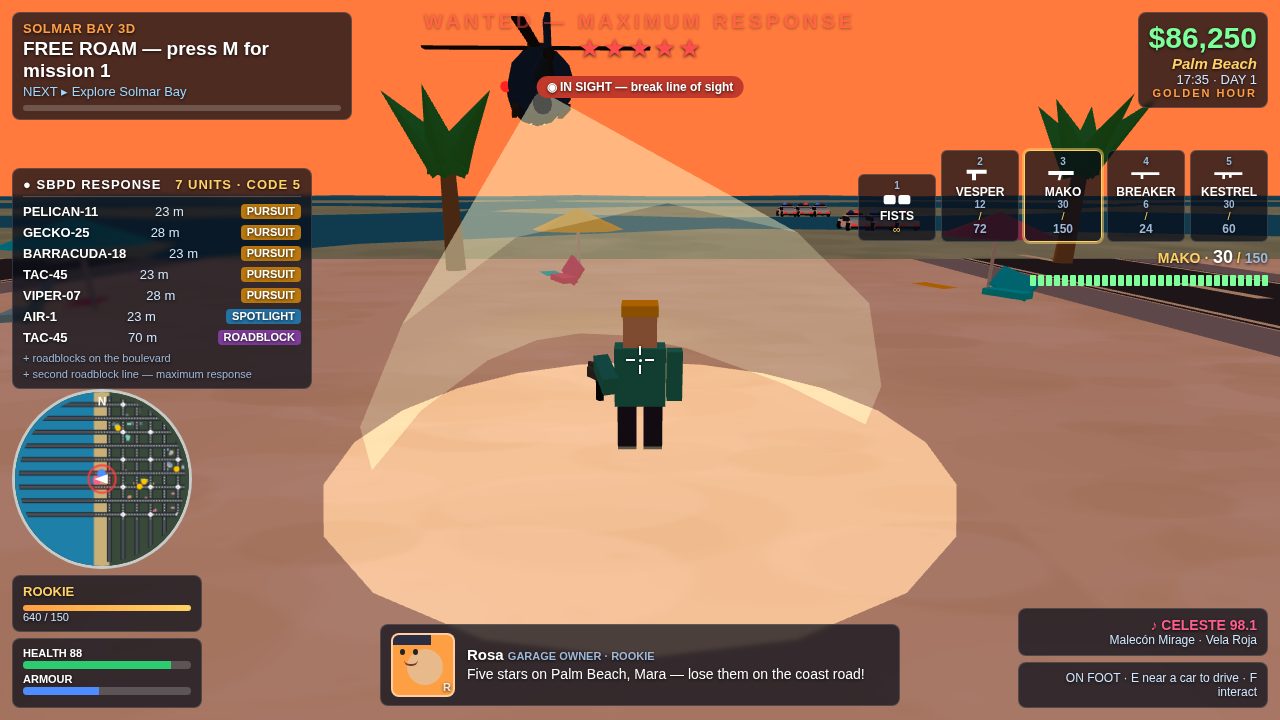 WANTED — MAXIMUM RESPONSE
★★★★★
◉ IN SIGHT — break line of sight
SOLMAR BAY 3D
FREE ROAM — press M for
mission 1
NEXT ▸ Explore Solmar Bay
$86,250
Palm Beach
17:35 · DAY 1
GOLDEN HOUR
● SBPD RESPONSE 7 UNITS · CODE 5
PELICAN-11 23 m PURSUIT
GECKO-25 28 m PURSUIT
BARRACUDA-18 23 m PURSUIT
TAC-45 23 m PURSUIT
VIPER-07 28 m PURSUIT
AIR-1 23 m SPOTLIGHT
TAC-45 70 m ROADBLOCK
+ roadblocks on the boulevard
+ second roadblock line — maximum response
1
FISTS
∞
2
VESPER
12
/
72
3
MAKO
30
/
150
4
BREAKER
6
/
24
5
KESTREL
30
/
60
MAKO · 30 / 150
N
ROOKIE
640 / 150
HEALTH 88
ARMOUR
R
Rosa GARAGE OWNER · ROOKIE
Five stars on Palm Beach, Mara — lose them on the coast road!
♪ CELESTE 98.1
Malecón Mirage · Vela Roja
ON FOOT · E near a car to drive · F
interact